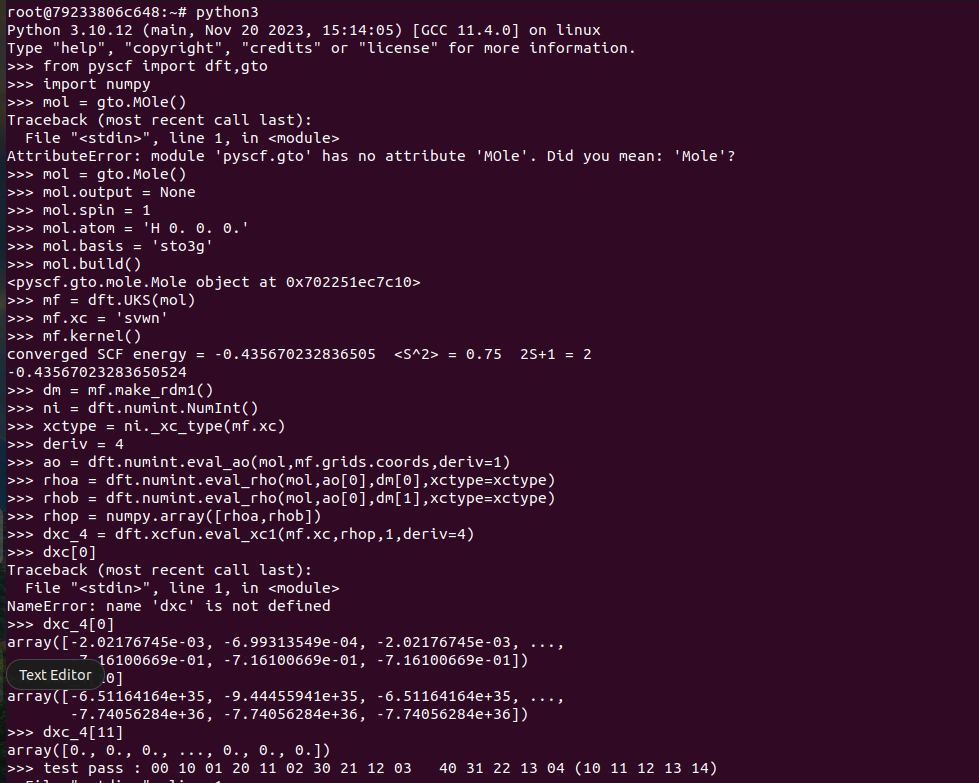 root@79233806c648:~# python3
Python 3.10.12 (main, Nov 20 2023, 15:14:05) [GCC 11.4.0] on linux
Type "help", "copyright", "credits" or "license" for more information.
>>> from pyscf import dft,gto
>>> import numpy
>>> mol = gto.MOle()
Traceback (most recent call last):
  File "<stdin>", line 1, in <module>
AttributeError: module 'pyscf.gto' has no attribute 'MOle'. Did you mean: 'Mole'?
>>> mol = gto.Mole()
>>> mol.output = None
>>> mol.spin = 1
>>> mol.atom = 'H 0. 0. 0.'
>>> mol.basis = 'sto3g'
>>> mol.build()
<pyscf.gto.mole.Mole object at 0x702251ec7c10>
>>> mf = dft.UKS(mol)
>>> mf.xc = 'svwn'
>>> mf.kernel()
converged SCF energy = -0.435670232836505  <S^2> = 0.75  2S+1 = 2
-0.43567023283650524
>>> dm = mf.make_rdm1()
>>> ni = dft.numint.NumInt()
>>> xctype = ni._xc_type(mf.xc)
>>> deriv = 4
>>> ao = dft.numint.eval_ao(mol,mf.grids.coords,deriv=1)
>>> rhoa = dft.numint.eval_rho(mol,ao[0],dm[0],xctype=xctype)
>>> rhob = dft.numint.eval_rho(mol,ao[0],dm[1],xctype=xctype)
>>> rhop = numpy.array([rhoa,rhob])
>>> dxc_4 = dft.xcfun.eval_xc1(mf.xc,rhop,1,deriv=4)
>>> dxc[0]
Traceback (most recent call last):
  File "<stdin>", line 1, in <module>
NameError: name 'dxc' is not defined
>>> dxc_4[0]
array([-2.02176745e-03, -6.99313549e-04, -2.02176745e-03, ...,
.16100669e-01, -7.16100669e-01, -7.16100669e-01])
Text Editor
0]
array([-6.51164164e+35, -9.44455941e+35, -6.51164164e+35, ...,
       -7.74056284e+36, -7.74056284e+36, -7.74056284e+36])
>>> dxc_4[11]
array([0., 0., 0., ..., 0., 0., 0.])
>>> test pass : 00 10 01 20 11 02 30 21 12 03   40 31 22 13 04 (10 11 12 13 14)